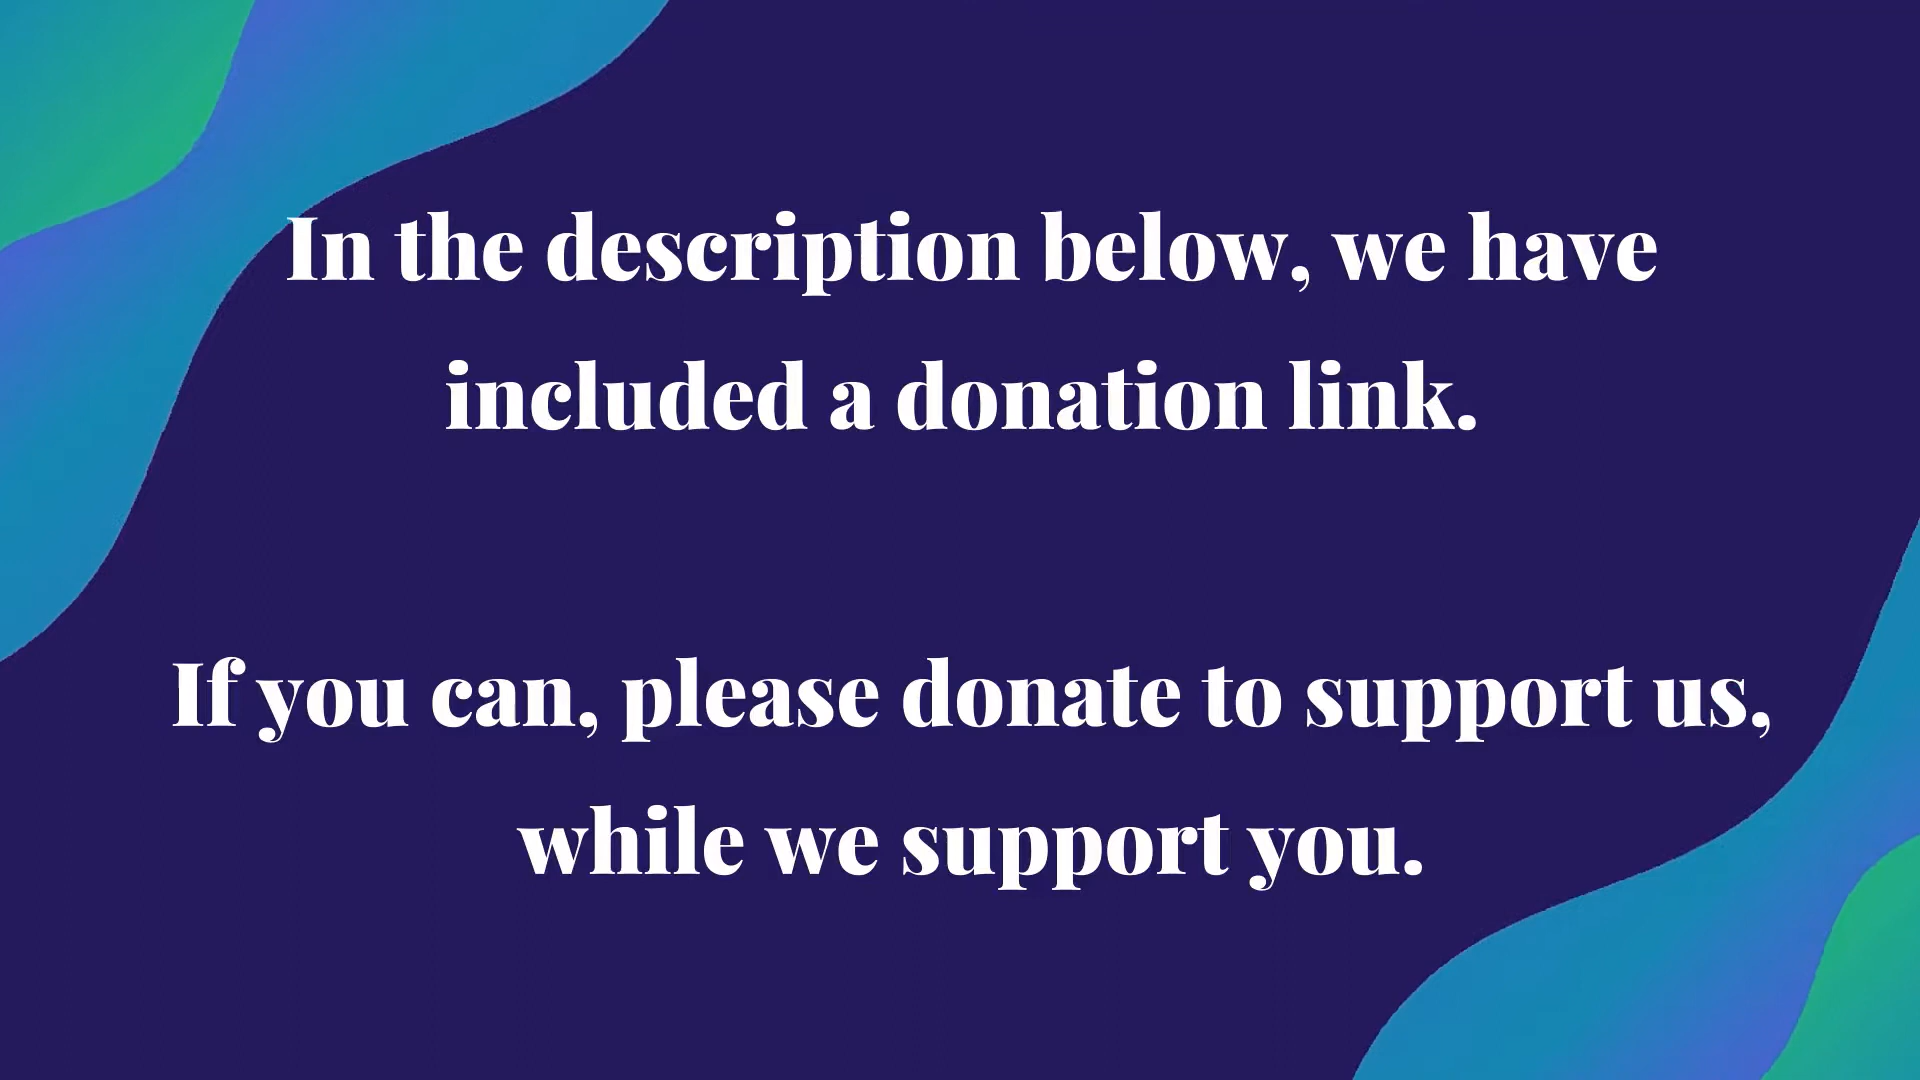 In the description below, we have
included a donation link.
If you can, please donate to support us,
while we support you.